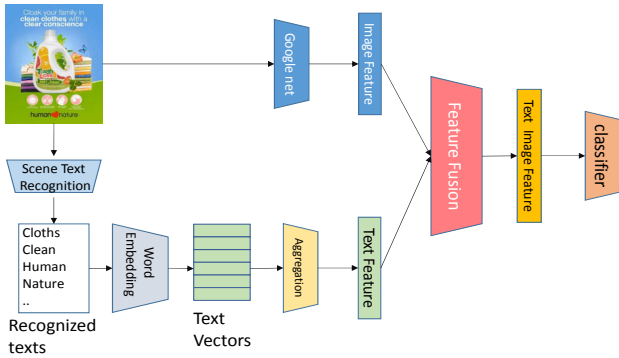 Cloak your family in
clean clothes with a
clear conscience
human nature
Google net
Image Feature
Scene Text
Recognition
Cloths
Clean
Human
Nature
..
Recognized
texts
Word
Embedding
Text
Vectors
Aggregation
Text Feature
Feature Fusion
Text Image Feature
classifier